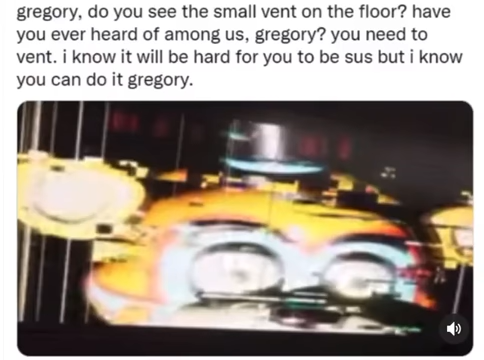 gregory, do you see the small vent on the floor? have
you ever heard of among us, gregory? you need to
vent. i know it will be hard for you to be sus but i know
you can do it gregory.